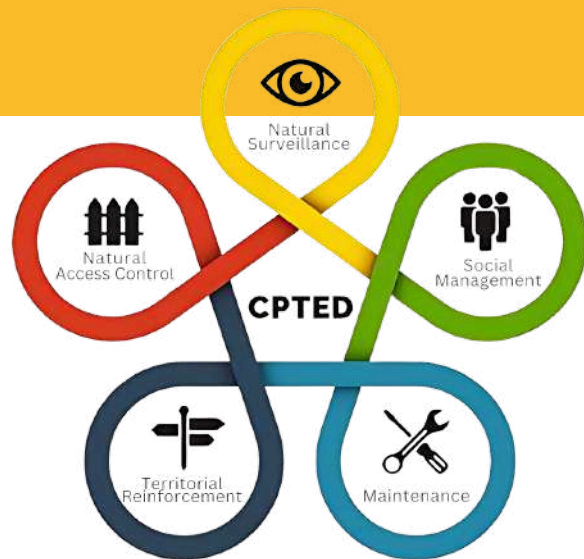 Natural
Surveillance
Natural
Access Control
Social
Management
CPTED
Territorial
Reinforcement
Maintenance